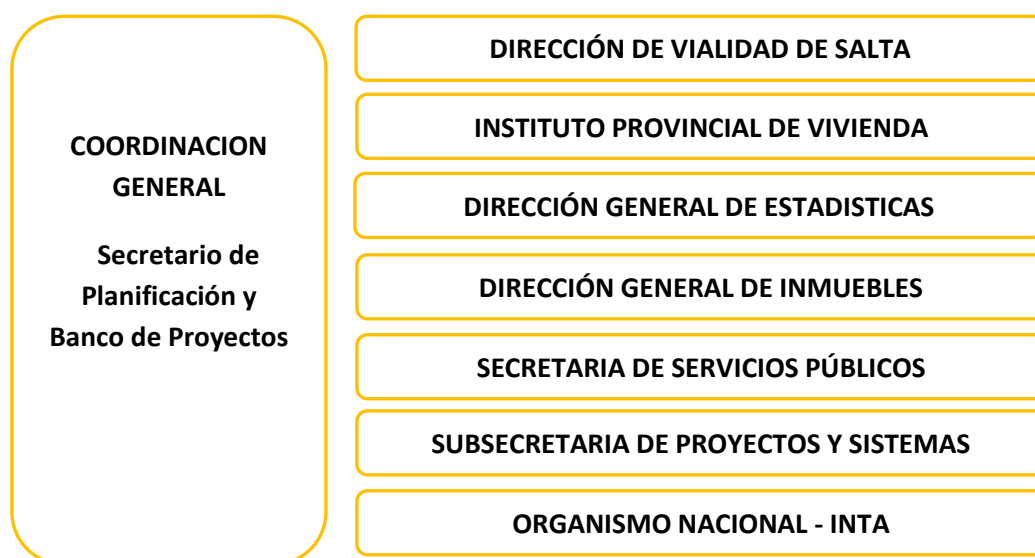 COORDINACION
GENERAL
Secretario de
Planificación y
Banco de Proyectos
DIRECCIÓN DE VIALIDAD DE SALTA
INSTITUTO PROVINCIAL DE VIVIENDA
DIRECCIÓN GENERAL DE ESTADISTICAS
DIRECCIÓN GENERAL DE INMUEBLES
SECRETARIA DE SERVICIOS PÚBLICOS
SUBSECRETARIA DE PROYECTOS Y SISTEMAS
ORGANISMO NACIONAL - INTA